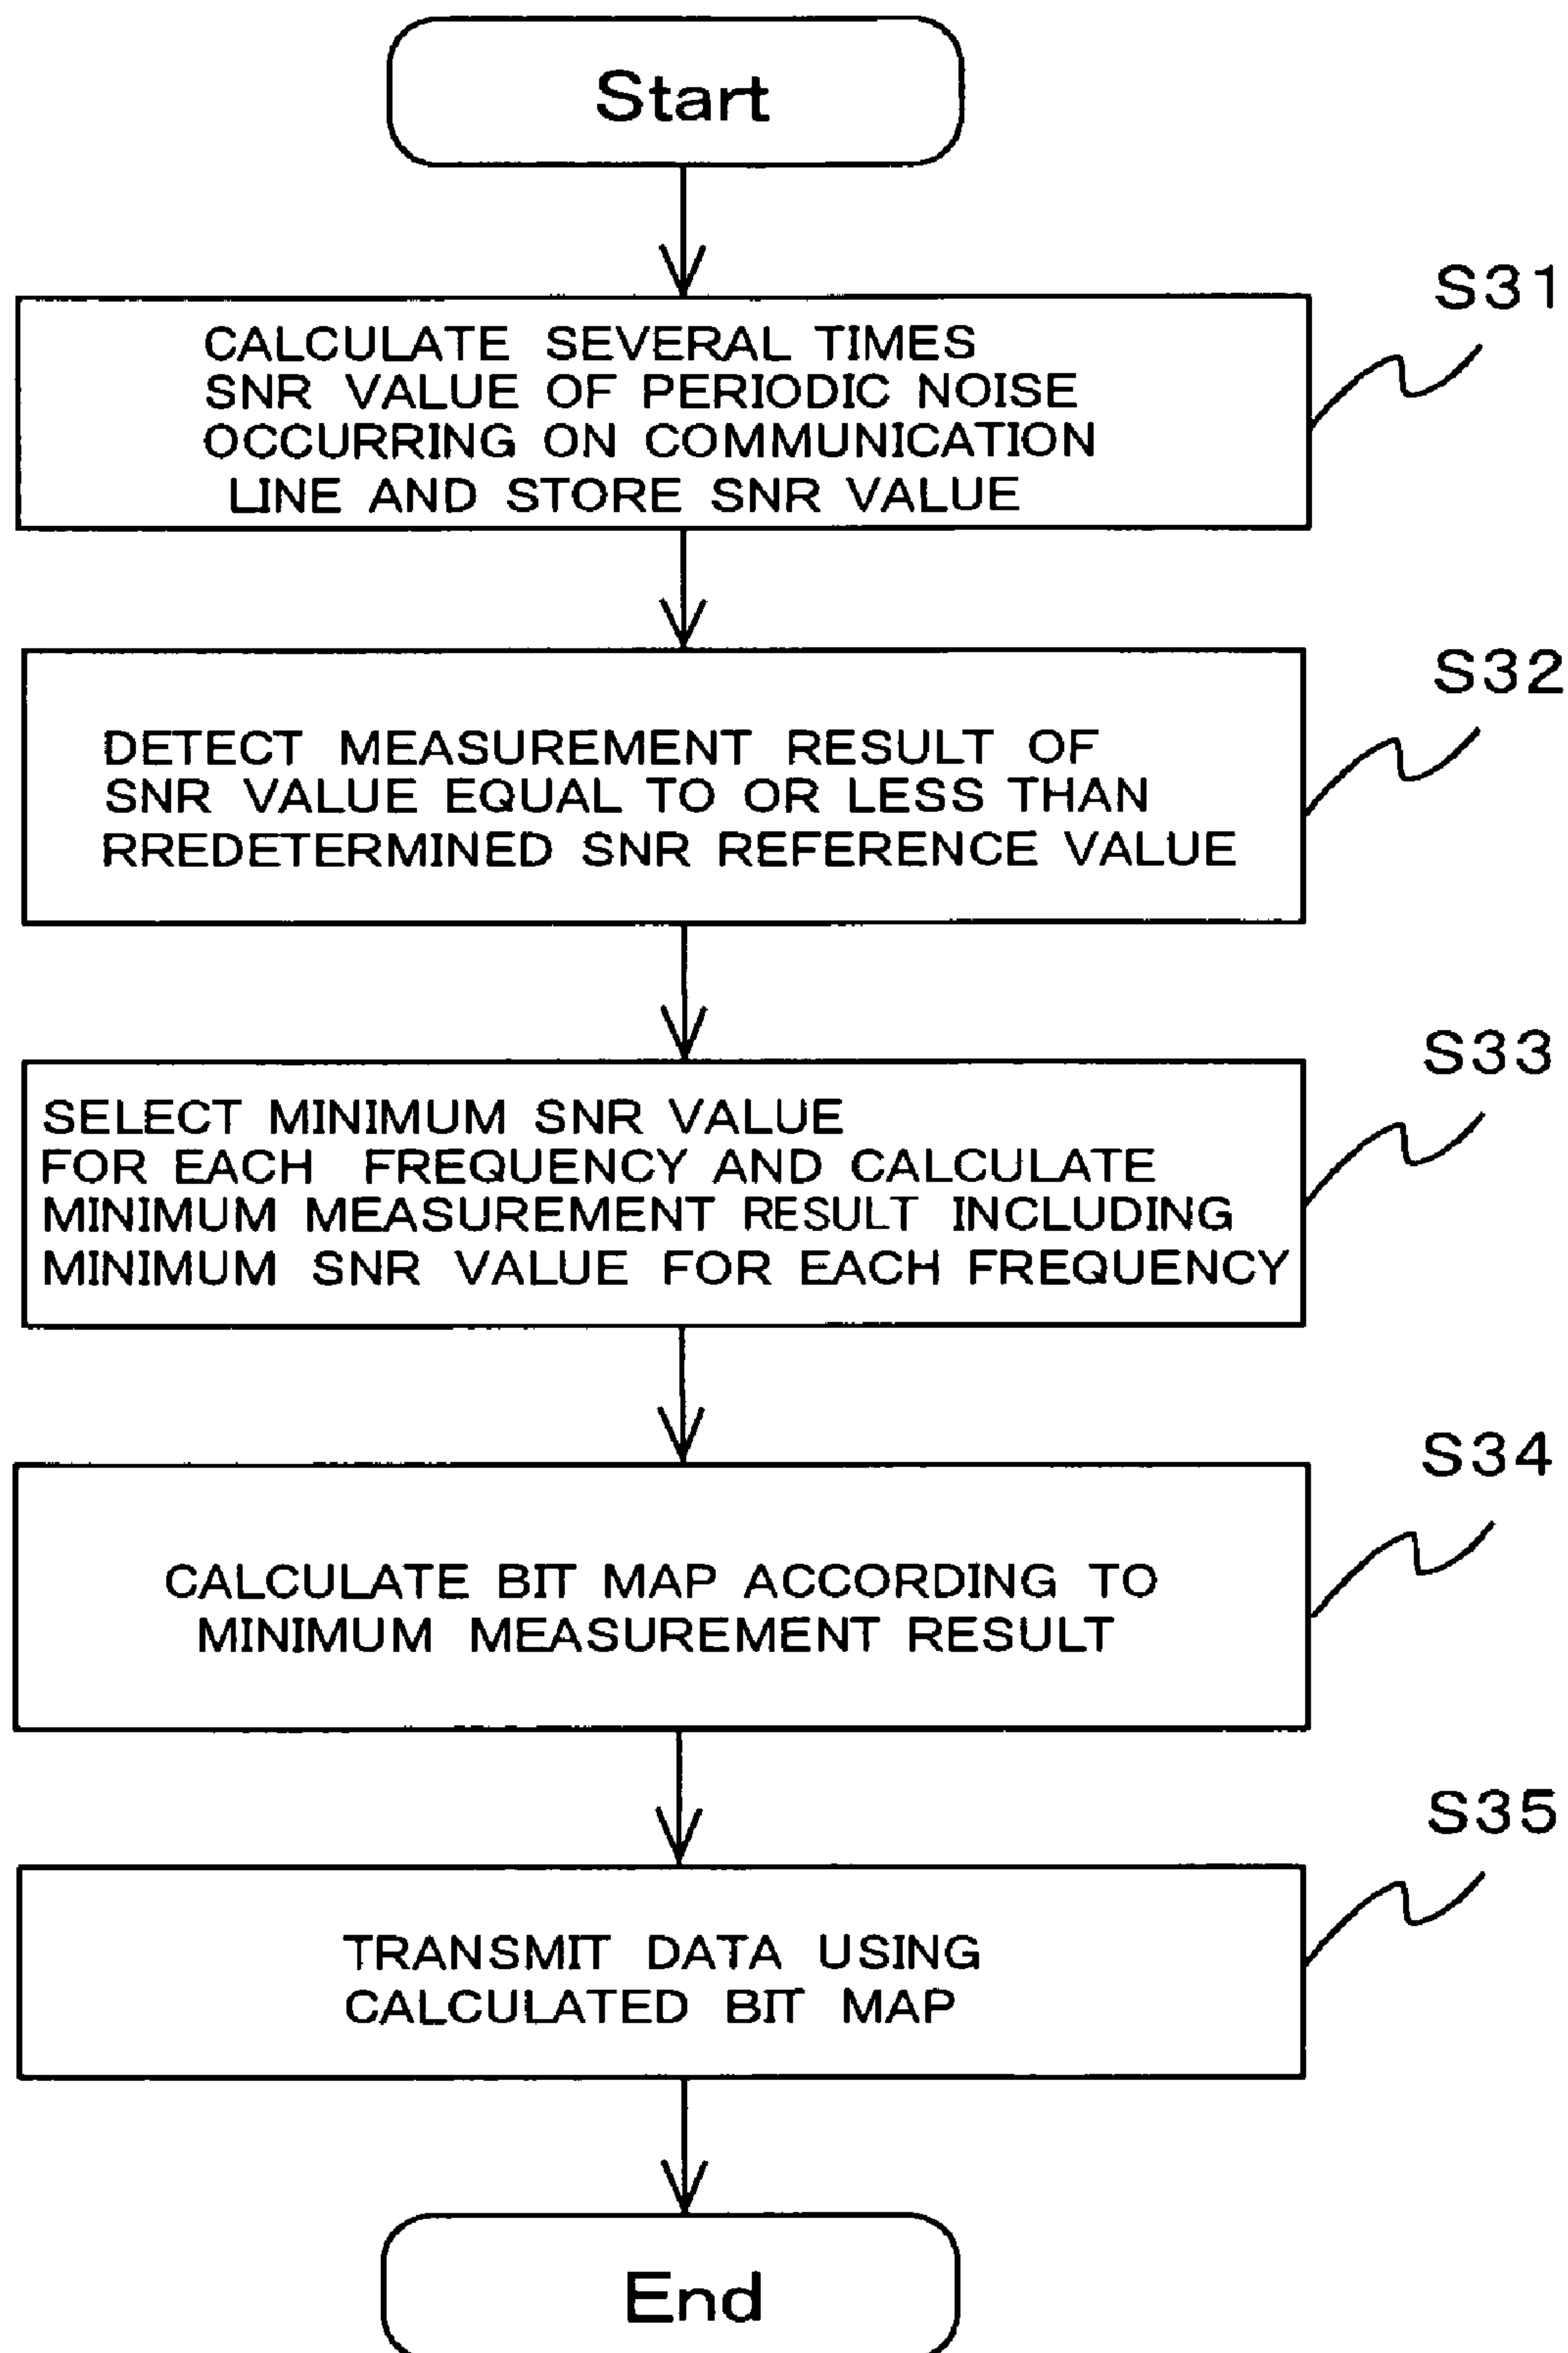 Start
S31
CALCULATE SEVERAL TIMES
SNR VALUE OF PERIODIC NOISE
OCCURRING ON COMMUNICATION
LINE AND STORE SNR VALUE
S32
DETECT MEASUREMENT RESULT OF
SNR VALUE EQUAL TO OR LESS THAN
RREDETERMINED SNR REFERENCE VALUE
S33
SELECT MINIMUM SNR VALUE
FOR EACH FREQUENCY AND CALCULATE
MINIMUM MEASUREMENT RESULT INCLUDING
MINIMUM SNR VALUE FOR EACH FREQUENCY
S34
CALCULATE BIT MAP ACCORDING TO
MINIMUM MEASUREMENT RESULT
S35
TRANSMIT DATA USING
CALCULATED BIT MAP
End